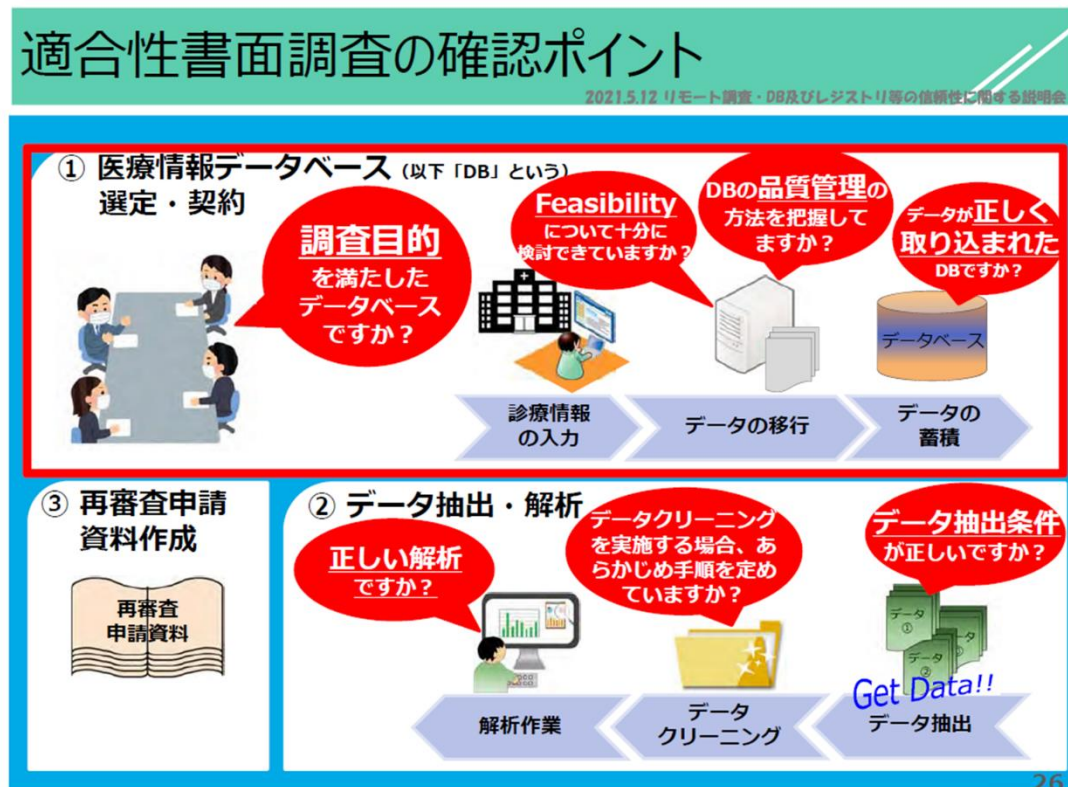 適合性書面調査の確認ポイント
2021.5.12 リモート調査・DB及びレジストリ等の信頼性に関する説明会
① 医療情報データベース（以下「DB」という）
選定・契約
調査目的
を満たした
データベース
ですか？
Feasibility
について十分に
検討できていますか？
DBの品質管理の
方法を把握して
ますか？
データが正しく
取り込まれた
DBですか？
データベース
診療情報
の入力
データの移行
データの
蓄積
③ 再審査申請
資料作成
再審査
申請資料
② データ抽出・解析
正しい解析
ですか？
データクリーニング
を実施する場合、あ
らかじめ手順を定め
ていますか？
データ抽出条件
が正しいですか？
データ
①
データ
①
データ
②
Get Data!!
解析作業
データ
クリーニング
データ抽出
26